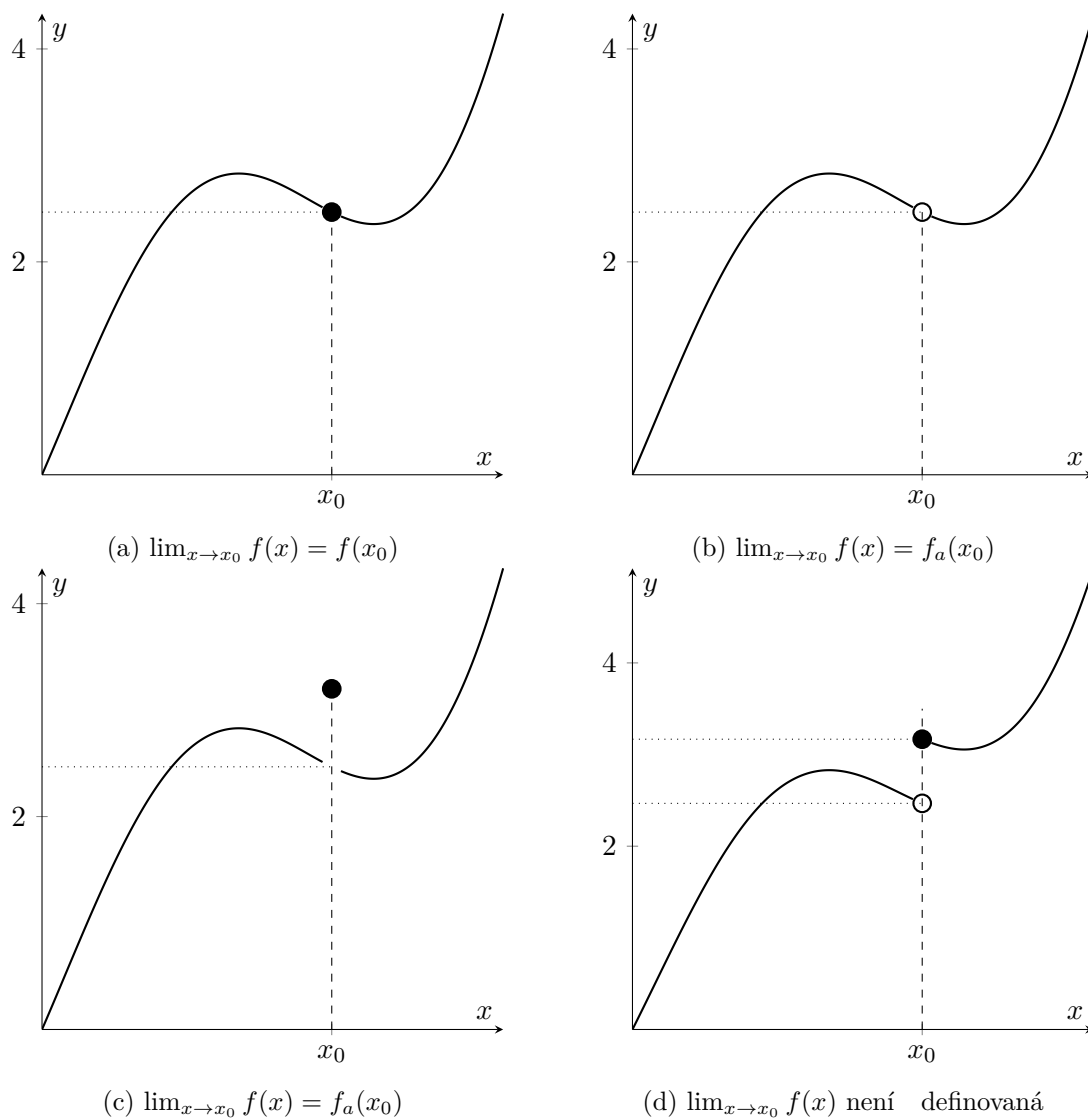 y
4
2
x
x₀
(a) lim_{x→x₀} f(x) = f(x₀)
y
4
2
x
x₀
(b) lim_{x→x₀} f(x) = f_a(x₀)
y
4
2
x
x₀
(c) lim_{x→x₀} f(x) = f_a(x₀)
y
4
2
x
x₀
(d) lim_{x→x₀} f(x) není definovaná